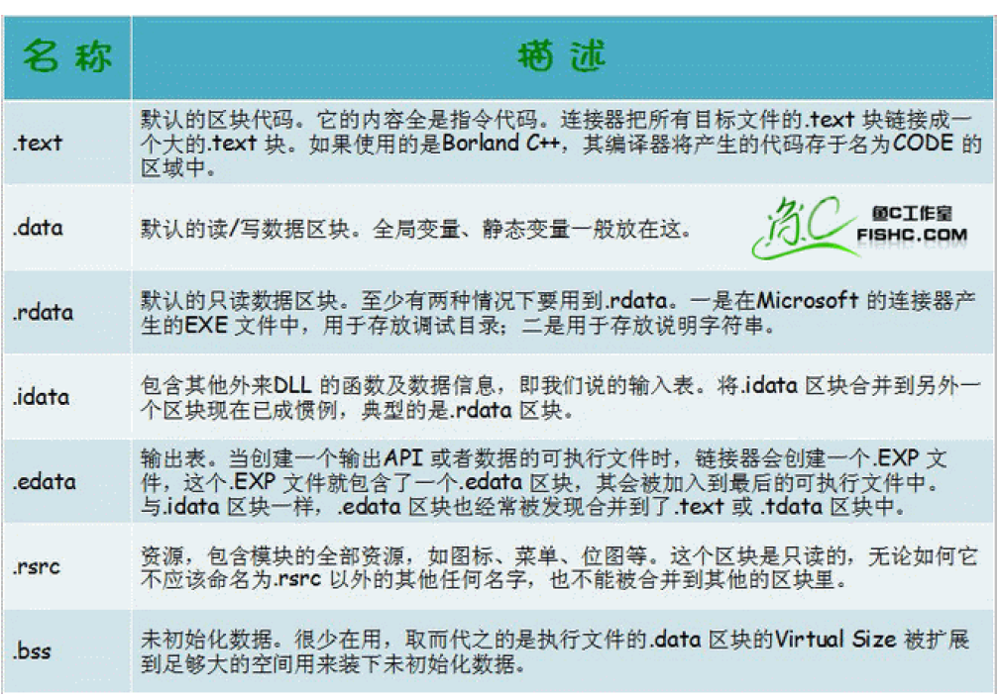 名 称
描 述
.text
默认的区块代码。它的内容全是指令代码。连接器把所有目标文件的.text 块链接成一
个大的.text 块。如果使用的是Borland C++，其编译器将产生的代码存于名为CODE 的
区域中。
.data
默认的读/写数据区块。全局变量、静态变量一般放在这。
鱼C
鱼C工作室
FISHC.COM
.rdata
默认的只读数据区块。至少有两种情况下要用到.rdata。一是在Microsoft 的连接器产
生的EXE 文件中，用于存放调试目录；二是用于存放说明字符串。
.idata
包含其他外来DLL 的函数及数据信息，即我们说的输入表。将.idata 区块合并到另外一
个区块现在已成惯例，典型的是.rdata 区块。
.edata
输出表。当创建一个输出API 或者数据的可执行文件时，链接器会创建一个.EXP 文
件，这个.EXP 文件就包含了一个.edata 区块，其会被加入到最后的可执行文件中。
与.idata 区块一样，.edata 区块也经常被发现合并到了.text 或 .tdata 区块中。
.rsrc
资源，包含模块的全部资源，如图标、菜单、位图等。这个区块是只读的，无论如何它
不应该命名为.rsrc 以外的其他任何名字，也不能被合并到其他的区块里。
.bss
未初始化数据。很少在用，取而代之的是执行文件的.data 区块的Virtual Size 被扩展
到足够大的空间用来装下未初始化数据。